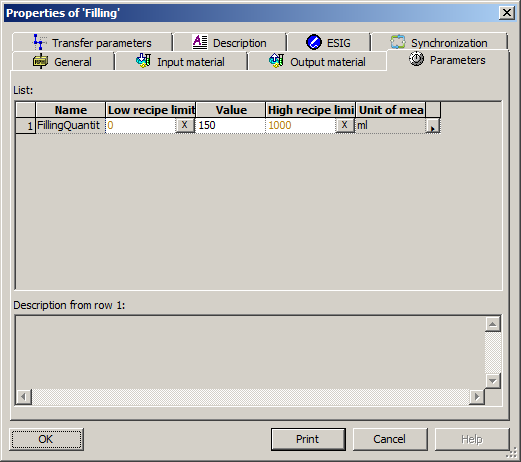 Properties of 'Filling'
Transfer parameters Description ESIG Synchronization
General Input material Output material Parameters
List:
Name Low recipe limit Value High recipe limi Unit of mea
1 FillingQuantit 0 X 150 1000 X ml
Description from row 1:
OK Print Cancel Help